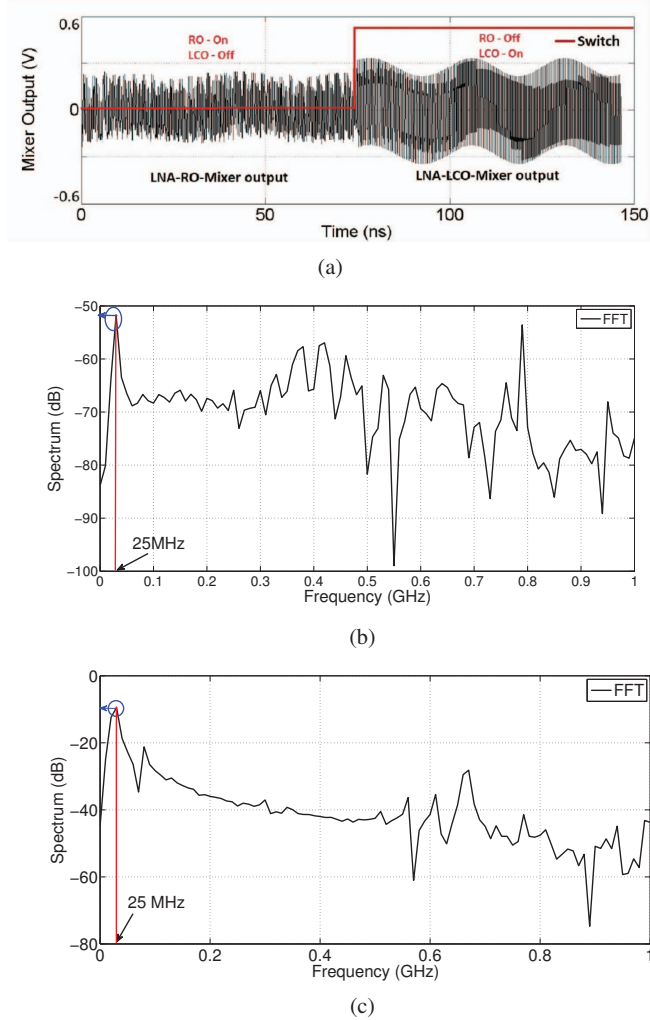 0.6
0
-0.6
Mixer Output (V)
RO - On
LCO - Off
RO - Off
LCO - On
Switch
LNA-RO-Mixer output
LNA-LCO-Mixer output
0 50 100 150
Time (ns)
(a)
−50
−60
−70
−80
−90
−100
Spectrum (dB)
FFT
25MHz
0 0.1 0.2 0.3 0.4 0.5 0.6 0.7 0.8 0.9 1
Frequency (GHz)
(b)
0
−20
−40
−60
−80
Spectrum (dB)
FFT
25 MHz
0 0.2 0.4 0.6 0.8 1
Frequency (GHz)
(c)